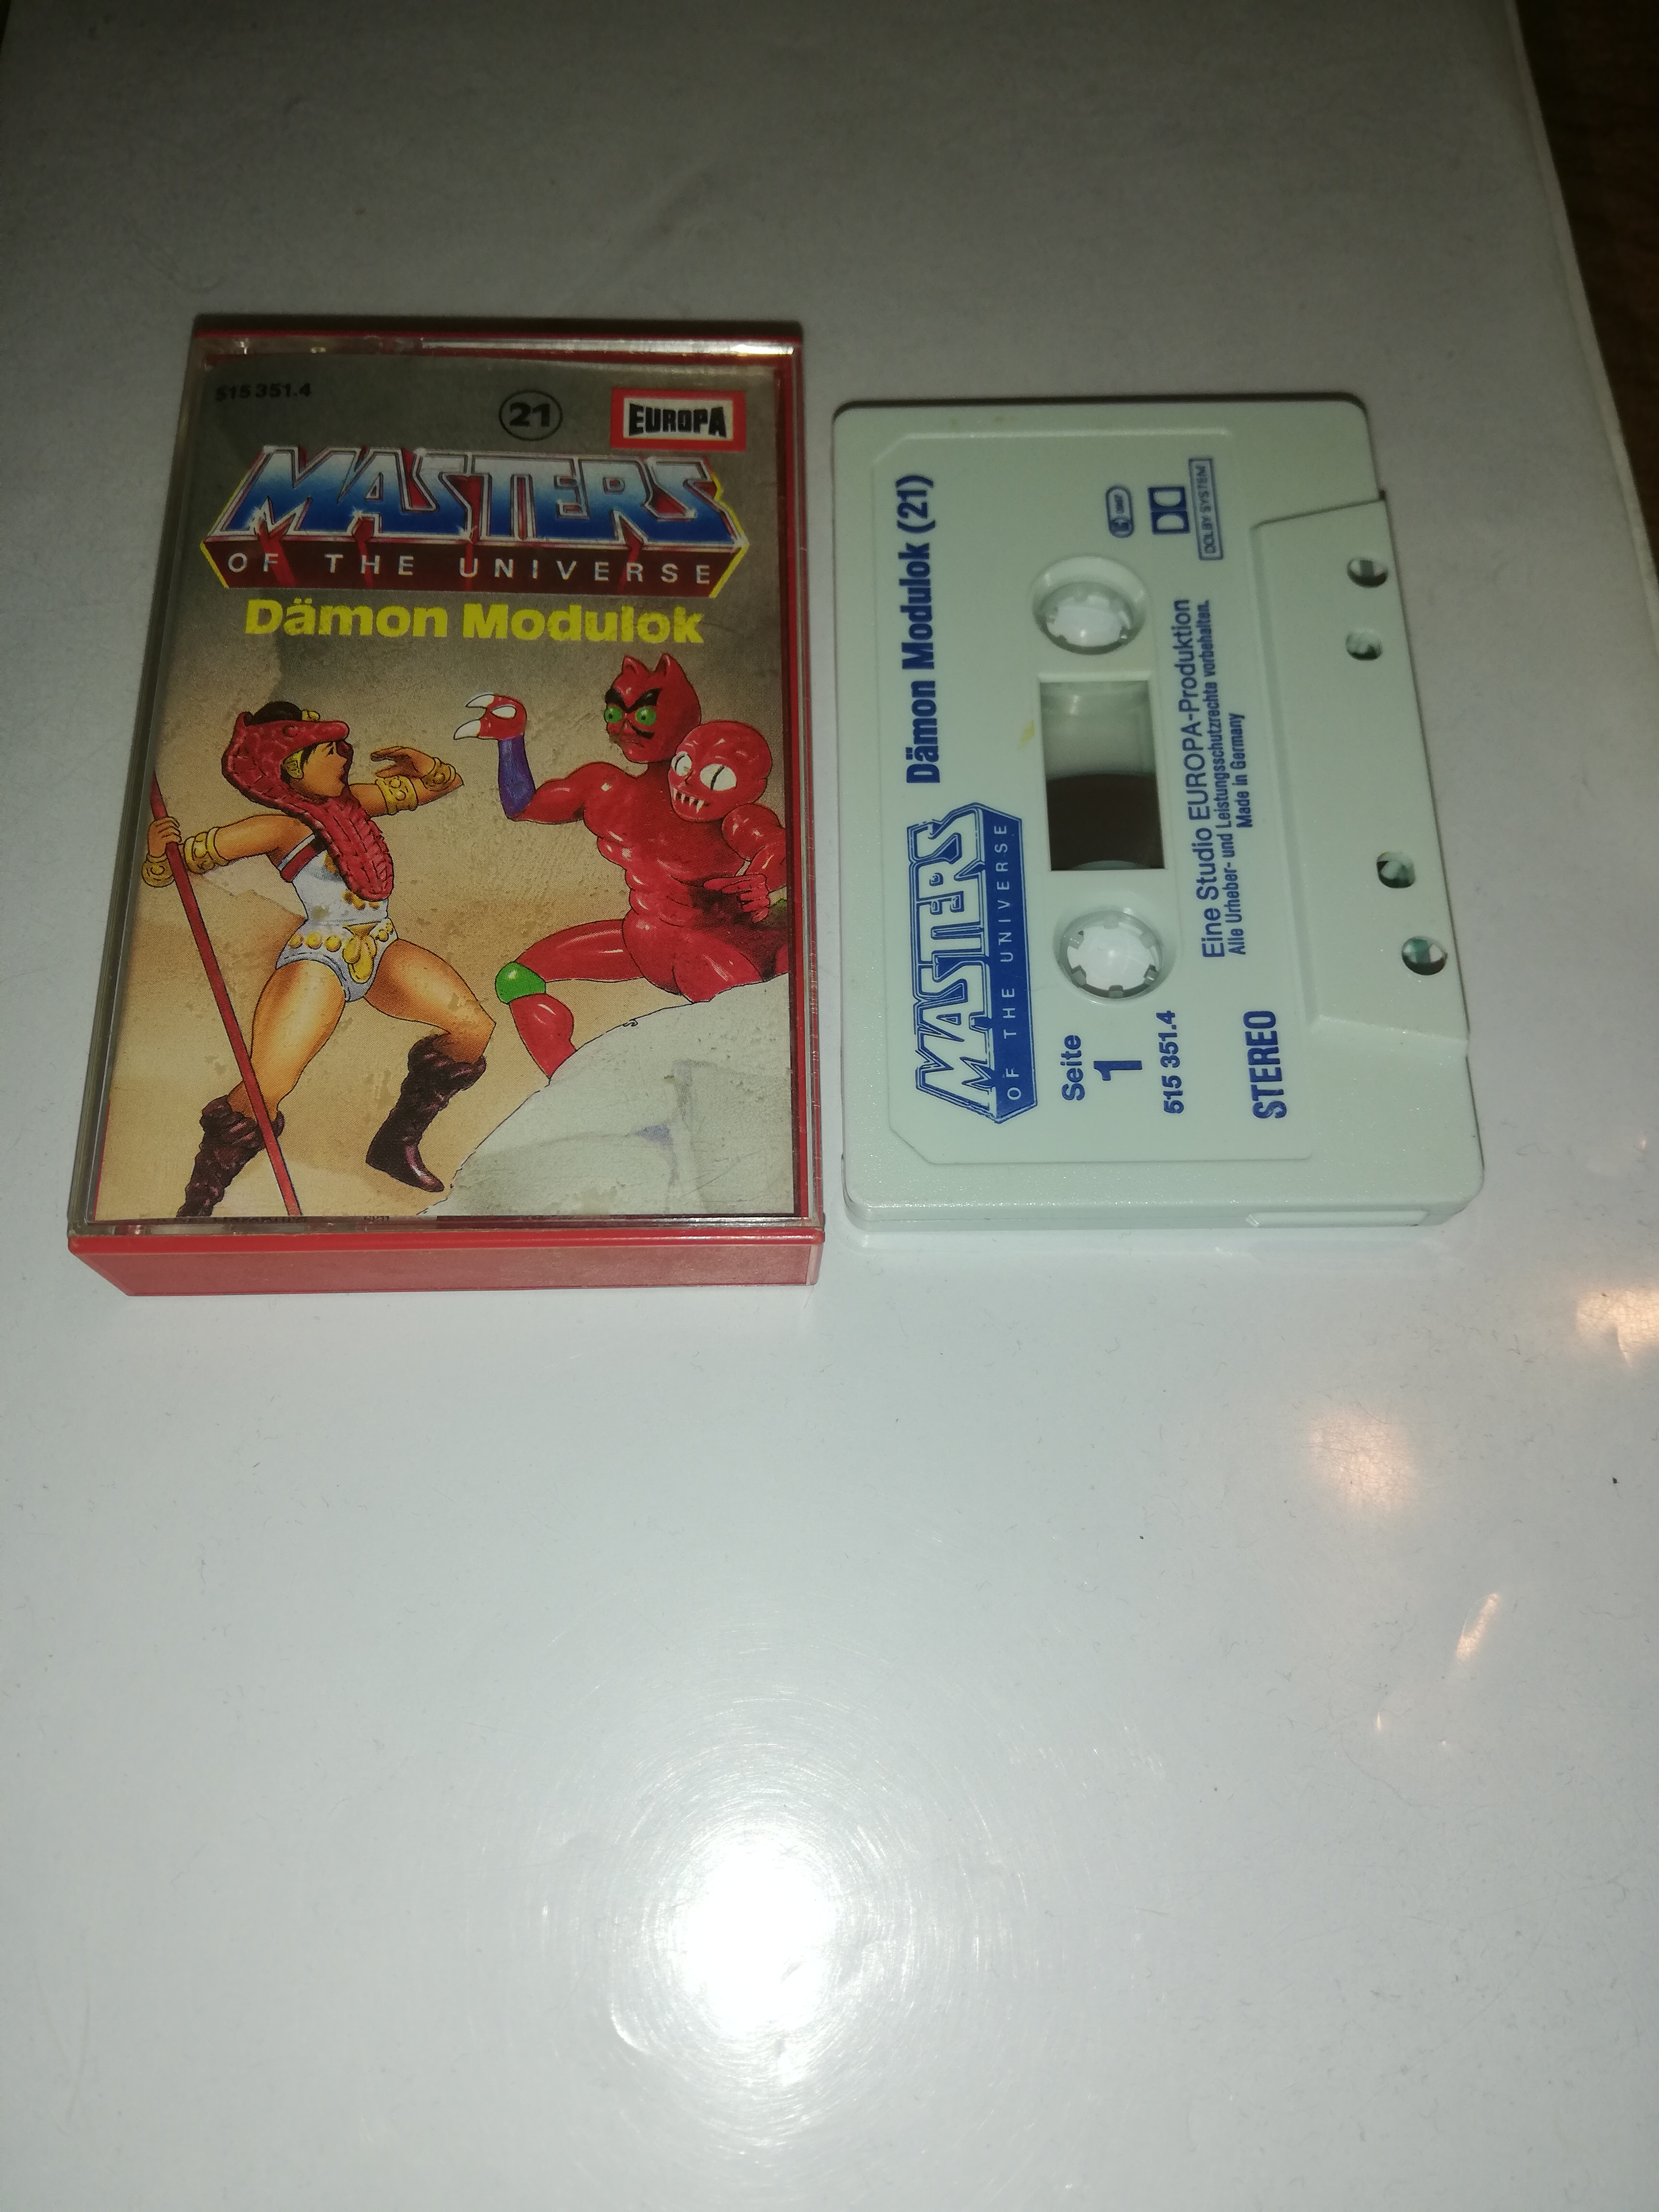 515 351.4
21
EUROPA
MASTERS
OF THE UNIVERSE
Dämon Modulok
MASTERS
OF THE UNIVERSE
Dämon Modulok (21)
Seite
1
515 351.4
STEREO
DOLBY SYSTEM
Eine Studio EUROPA-Produktion
Alle Urheber- und Leistungsschutzrechte vorbehalten.
Made in Germany